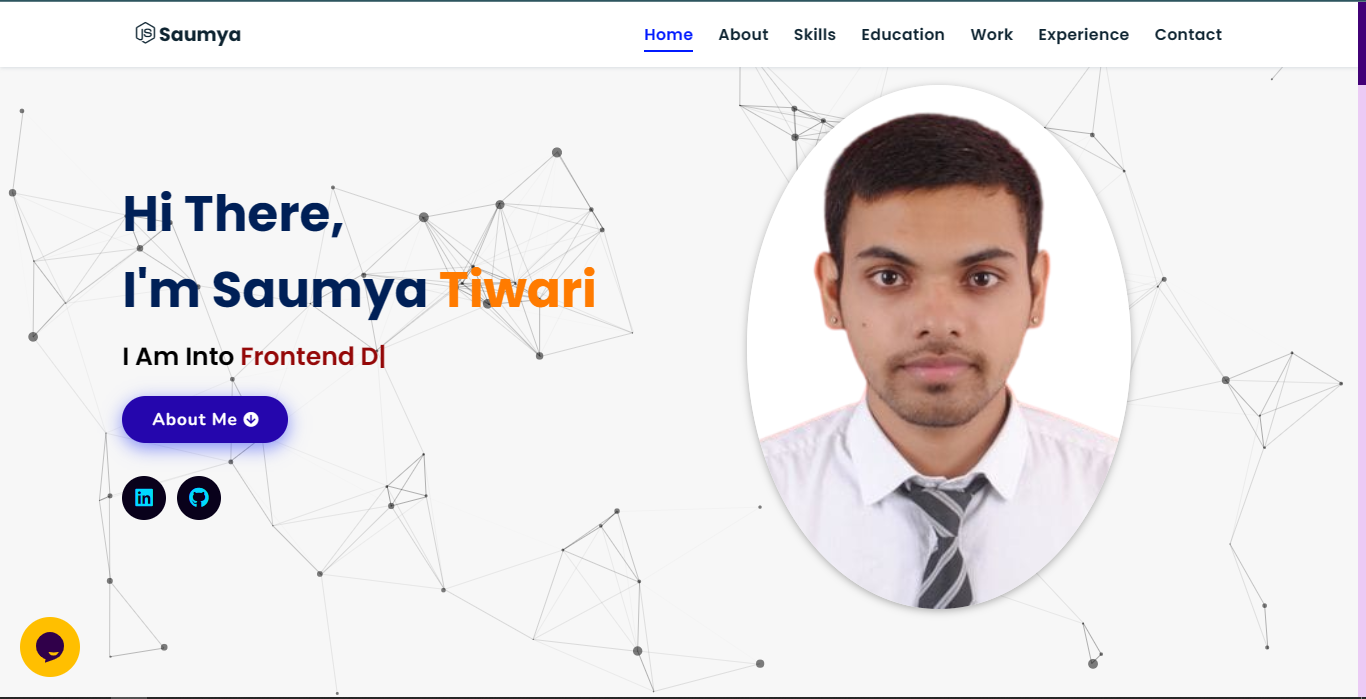 Saumya
Home About Skills Education Work Experience Contact
Hi There,
I'm Saumya Tiwari
I Am Into Frontend D|
About Me